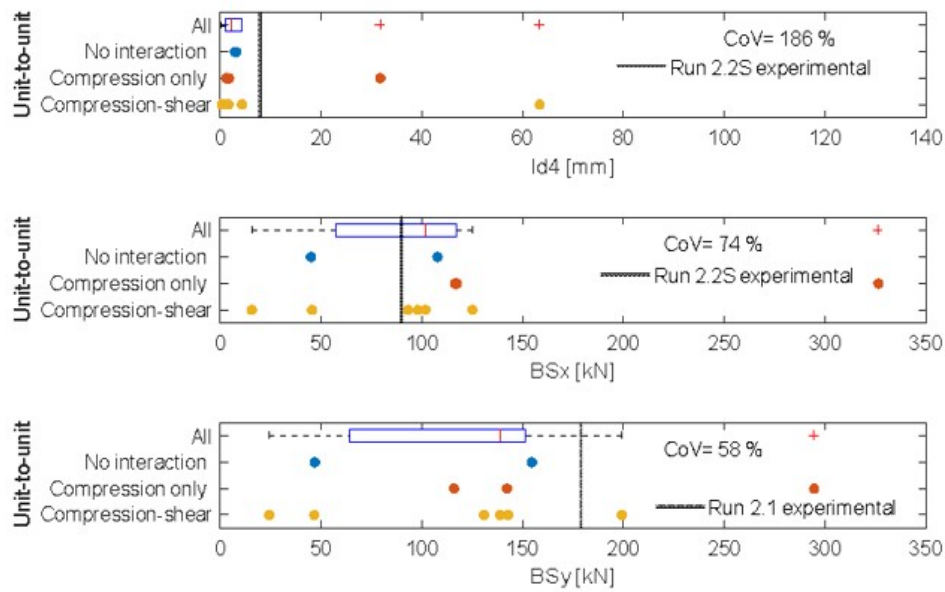 Unit-to-unit
All
No interaction
Compression only
Compression-shear
CoV= 186 %
Run 2.2S experimental
0 20 40 60 80 100 120 140
Id4 [mm]
Unit-to-unit
All
No interaction
Compression only
Compression-shear
CoV= 74 %
Run 2.2S experimental
0 50 100 150 200 250 300 350
BSx [kN]
Unit-to-unit
All
No interaction
Compression only
Compression-shear
CoV= 58 %
Run 2.1 experimental
0 50 100 150 200 250 300 350
BSy [kN]